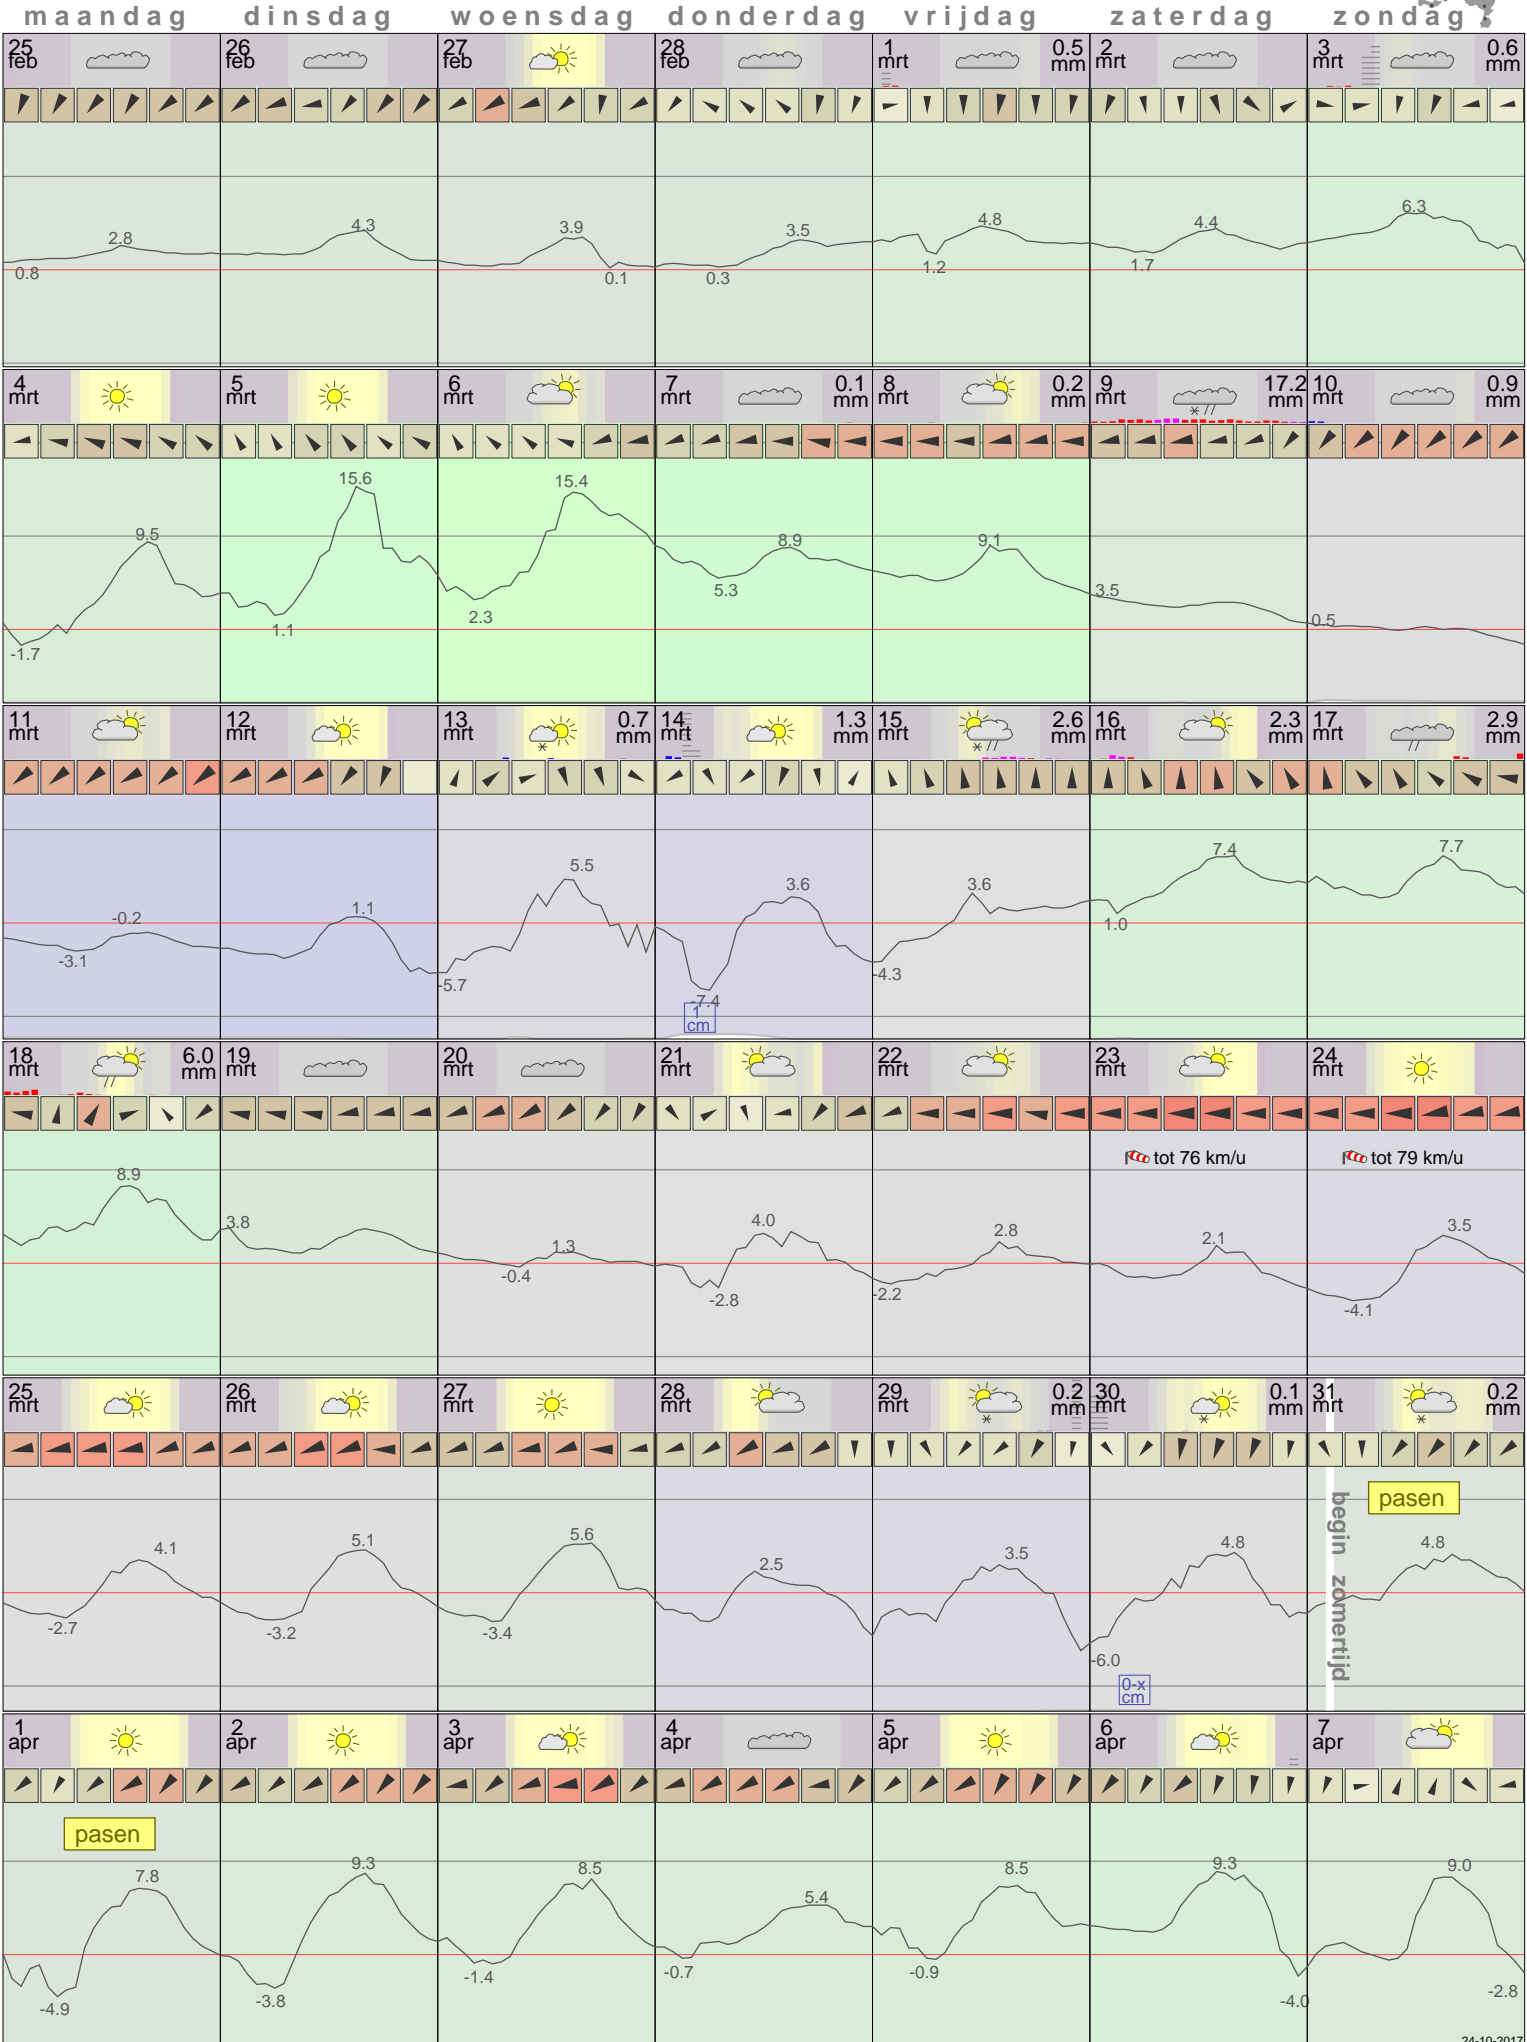 maandag dinsdag woensdag donderdag vrijdag zaterdag zondag
25 26 27 28 1 0.5 2 3 0.6
feb feb feb feb mrt mm mrt mrt mm
2.8 4.3 3.9 3.5 4.8 4.4 6.3
0.8 0.1 0.3 1.2 1.7
4 5 6 7 0.1 8 0.2 9 17.2 10 0.9
mrt mrt mrt mrt mm mrt mm mrt mm mrt mm
9.5 15.6 15.4 8.9 9.1
-1.7 1.1 2.3 5.3 3.5 0.5
11 12 13 0.7 14 1.3 15 2.6 16 2.3 17 2.9
mrt mrt mrt mm mrt mm mrt mm mrt mm mrt mm
-0.2 1.1 5.5 3.6 3.6 7.4 7.7
-3.1 -5.7 -7.4 -4.3 1.0
1
cm
18 6.0 19 20 21 22 23 24
mrt mm mrt mrt mrt mrt mrt mrt
tot 76 km/u tot 79 km/u
8.9 3.8 1.3 4.0 2.8 2.1 3.5
-0.4 -2.8 -2.2 -4.1
25 26 27 28 29 0.2 30 0.1 31 0.2
mrt mrt mrt mrt mrt mm mrt mm mrt mm
pasen
begin zomertijd
4.1 5.1 5.6 2.5 3.5 4.8 4.8
-2.7 -3.2 -3.4 -6.0
0-x
cm
1 2 3 4 5 6 7
apr apr apr apr apr apr apr
pasen
7.8 9.3 8.5 5.4 8.5 9.3 9.0
-4.9 -3.8 -1.4 -0.7 -0.9 -4.0 -2.8
24-10-2017